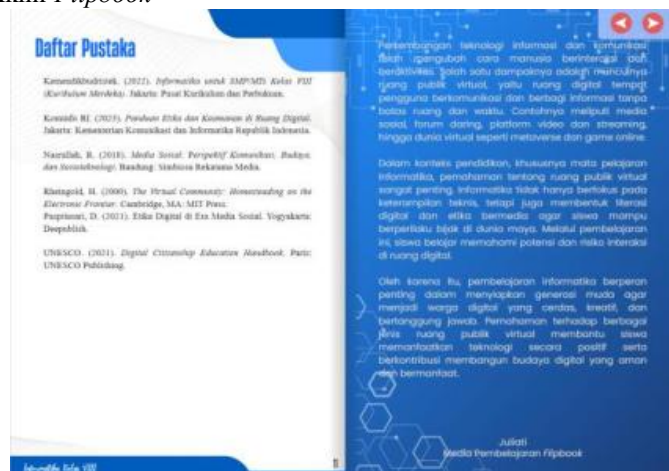 Flipbook
Daftar Pustaka
Kemendikbudristek. (2022). Informatika untuk SMP/MTs Kelas VIII
(Kurikulum Merdeka). Jakarta: Pusat Kurikulum dan Perbukuan.
Kominfo RI. (2023). Panduan Etika dan Keamanan di Ruang Digital.
Jakarta: Kementerian Komunikasi dan Informatika Republik Indonesia.
Nasrullah, R. (2018). Media Sosial: Perspektif Komunikasi, Budaya,
dan Sosioteknologi. Bandung: Simbiosa Rekatama Media.
Rheingold, H. (2000). The Virtual Community: Homesteading on the
Electronic Frontier. Cambridge, MA: MIT Press.
D. (2021). Etika Digital di Era Media Sosial. Yogyakarta:
Deepublish.
UNESCO. (2021). Digital Citizenship Education Handbook. Paris:
UNESCO Publishing.
Informatika Kelas VIII
11
Perkembangan teknologi informasi dan komunikasi
telah mengubah cara manusia berinteraksi dan
beraktivitas. Salah satu dampaknya adalah munculnya
ruang publik virtual, yaitu ruang digital tempat
pengguna berkomunikasi dan berbagi informasi tanpa
batas ruang dan waktu. Contohnya meliputi media
sosial, forum daring, platform video dan streaming,
hingga dunia virtual seperti metaverse dan game online.
Dalam konteks pendidikan, khususnya mata pelajaran
informatika, pemahaman tentang ruang publik virtual
sangat penting. Informatika tidak hanya berfokus pada
keterampilan teknis, tetapi juga membentuk literasi
digital dan etika bermedia agar siswa mampu
berperilaku bijak di dunia maya. Melalui pembelajaran
ini, siswa belajar memahami potensi dan risiko interaksi
di ruang digital.
Oleh karena itu, pembelajaran informatika berperan
penting dalam menyiapkan generasi muda agar
menjadi warga digital yang cerdas, kreatif, dan
bertanggung jawab. Pemahaman terhadap berbagai
jenis ruang publik virtual membantu siswa
memanfaatkan teknologi secara positif serta
berkontribusi membangun budaya digital yang aman
dan bermanfaat.
Juliati
Media Pembelajaran Flipbook